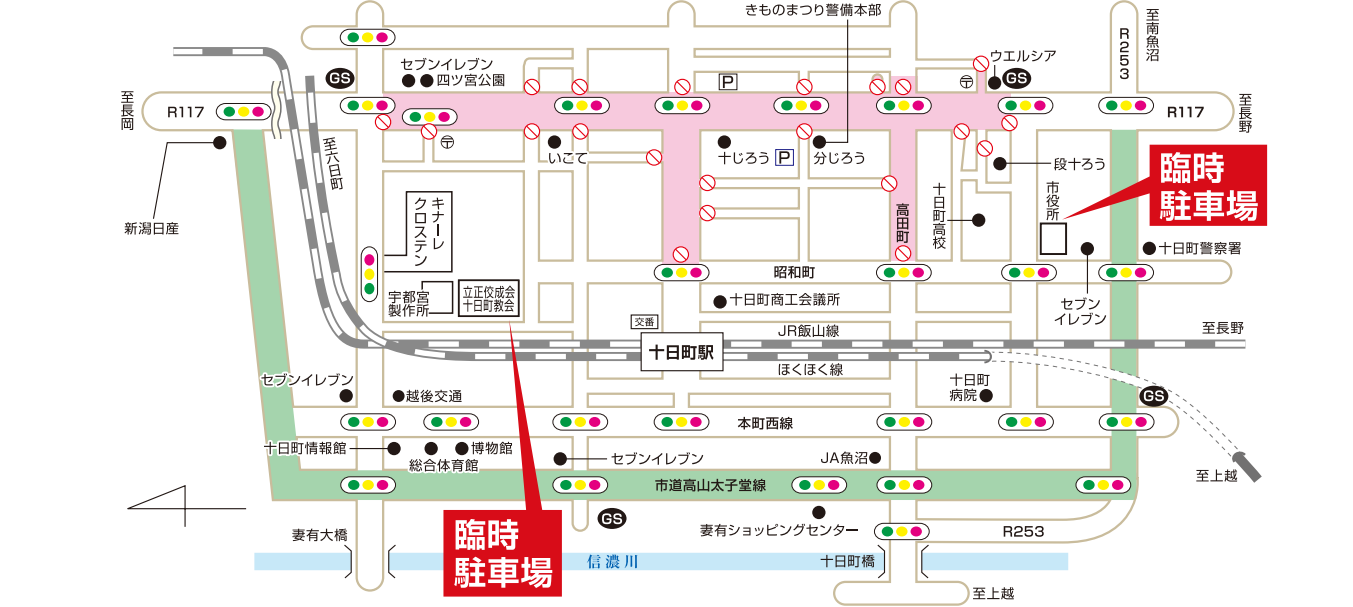 きものまつり警備本部
至南魚沼
R253
セブンイレブン
四ツ宮公園
ウエルシア
GS
P
〒
GS
至長岡
R117
R117
至長野
〒
至六日町
いこて
十じろう
P
分じろう
段十ろう
臨時
駐車場
市役所
新潟日産
キナーレ
クロステン
高田町
十日町高校
十日町警察署
昭和町
宇都宮
製作所
立正佼成会
十日町教会
十日町商工会議所
セブン
イレブン
交番
JR飯山線
至長野
十日町駅
ほくほく線
セブンイレブン
越後交通
十日町
病院
GS
本町西線
十日町情報館
博物館
総合体育館
セブンイレブン
JA魚沼
至上越
市道高山太子堂線
臨時
駐車場
GS
妻有大橋
妻有ショッピングセンター
R253
信濃川
十日町橋
至上越